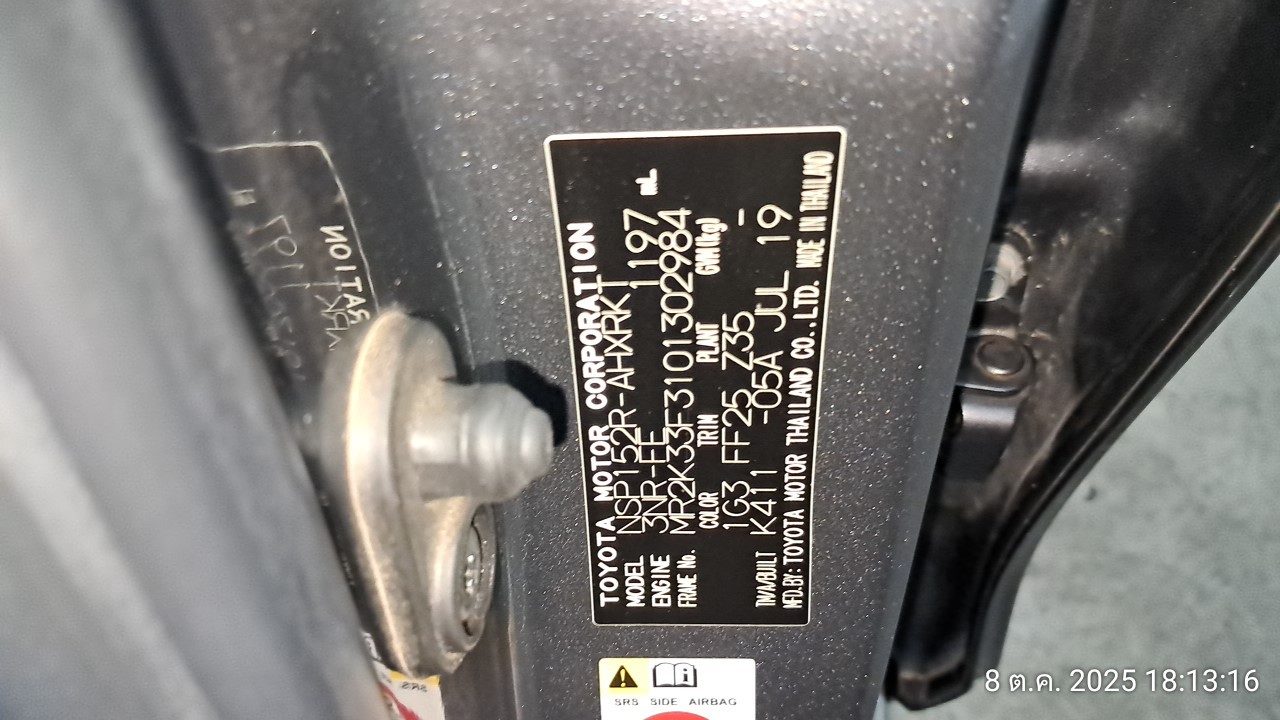 TOYOTA MOTOR CORPORATION
MODEL NSP152R-AHXRKT
ENGINE 3NR-FE 1197 mL
FRAME No. MR2K33F3101302984
COLOR TRIM PLANT GVM(kg)
1G3 FF25 Z35 -
T/M/A/BUILT K411 -05A JUL 19
MFD.BY: TOYOTA MOTOR THAILAND CO.,LTD. MADE IN THAILAND
SRS SIDE AIRBAG
8 ต.ค. 2025 18:13:16